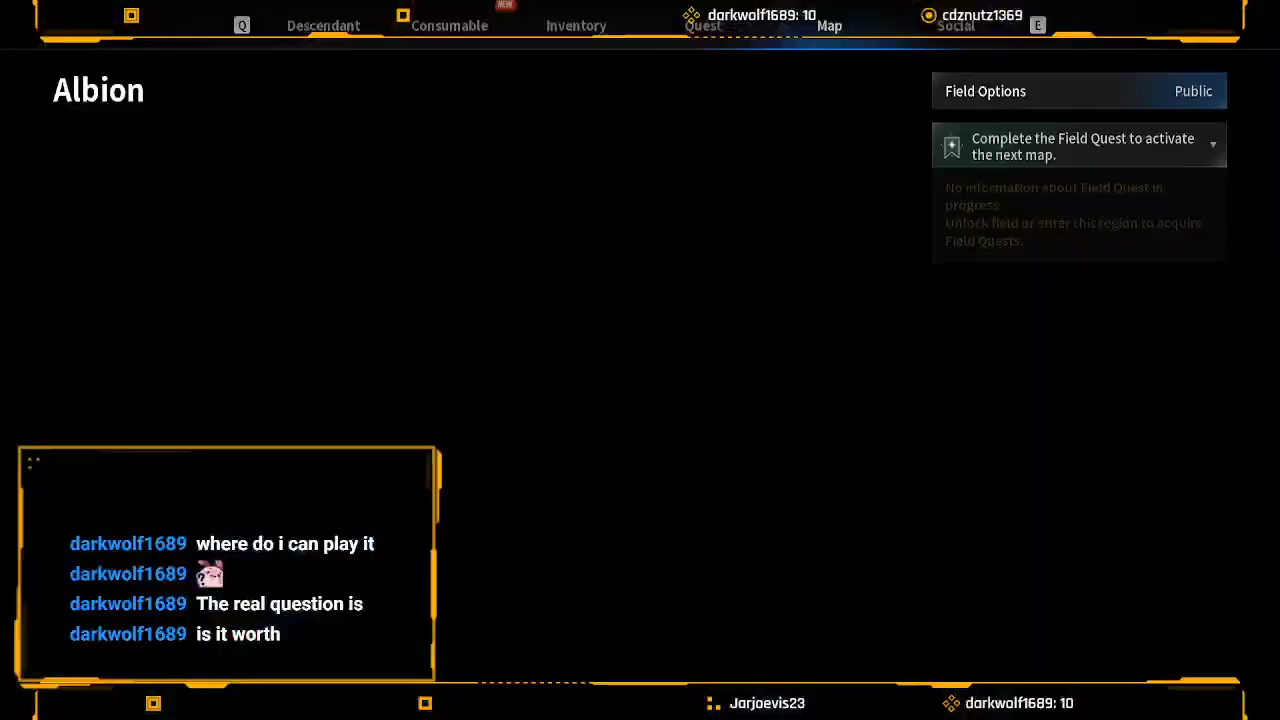 darkwolf1689: 10
cdznutz1369
NEW
Q Descendant Consumable Inventory Quest Map Social E
Albion
Field Options Public
Complete the Field Quest to activate
the next map.
No information about Field Quest in
progress
Unlock field or enter this region to acquire
Field Quests.
darkwolf1689 where do i can play it
darkwolf1689
darkwolf1689 The real question is
darkwolf1689 is it worth
Jarjoevis23
darkwolf1689: 10